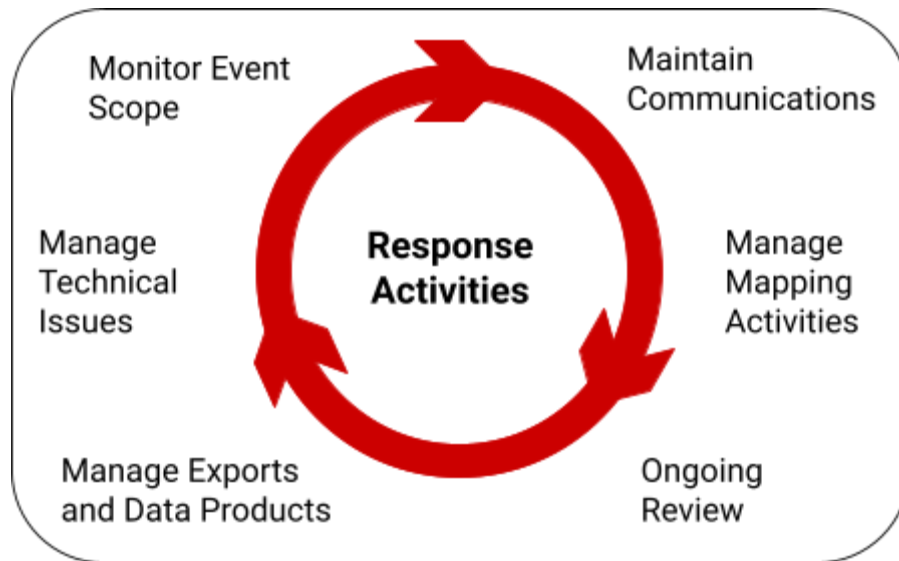 Monitor Event
Scope
Maintain
Communications
Manage
Technical
Issues
Response
Activities
Manage
Mapping
Activities
Manage Exports
and Data Products
Ongoing
Review